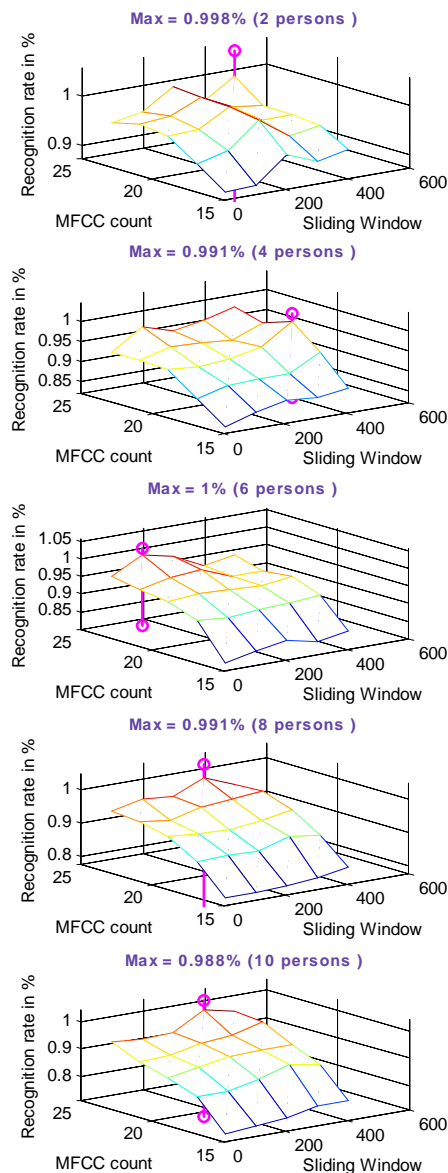 Max = 0.998% (2 persons )
Recognition rate in %
1
0.9
25
20
15
MFCC count
0
200
400
600
Sliding Window
Max = 0.991% (4 persons )
Recognition rate in %
1
0.95
0.9
0.85
25
20
15
MFCC count
0
200
400
600
Sliding Window
Max = 1% (6 persons )
Recognition rate in %
1.05
1
0.95
0.9
0.85
25
20
15
MFCC count
0
200
400
600
Sliding Window
Max = 0.991% (8 persons )
Recognition rate in %
1
0.9
0.8
25
20
15
MFCC count
0
200
400
600
Sliding Window
Max = 0.988% (10 persons )
Recognition rate in %
1
0.9
0.8
25
20
15
MFCC count
0
200
400
600
Sliding Window